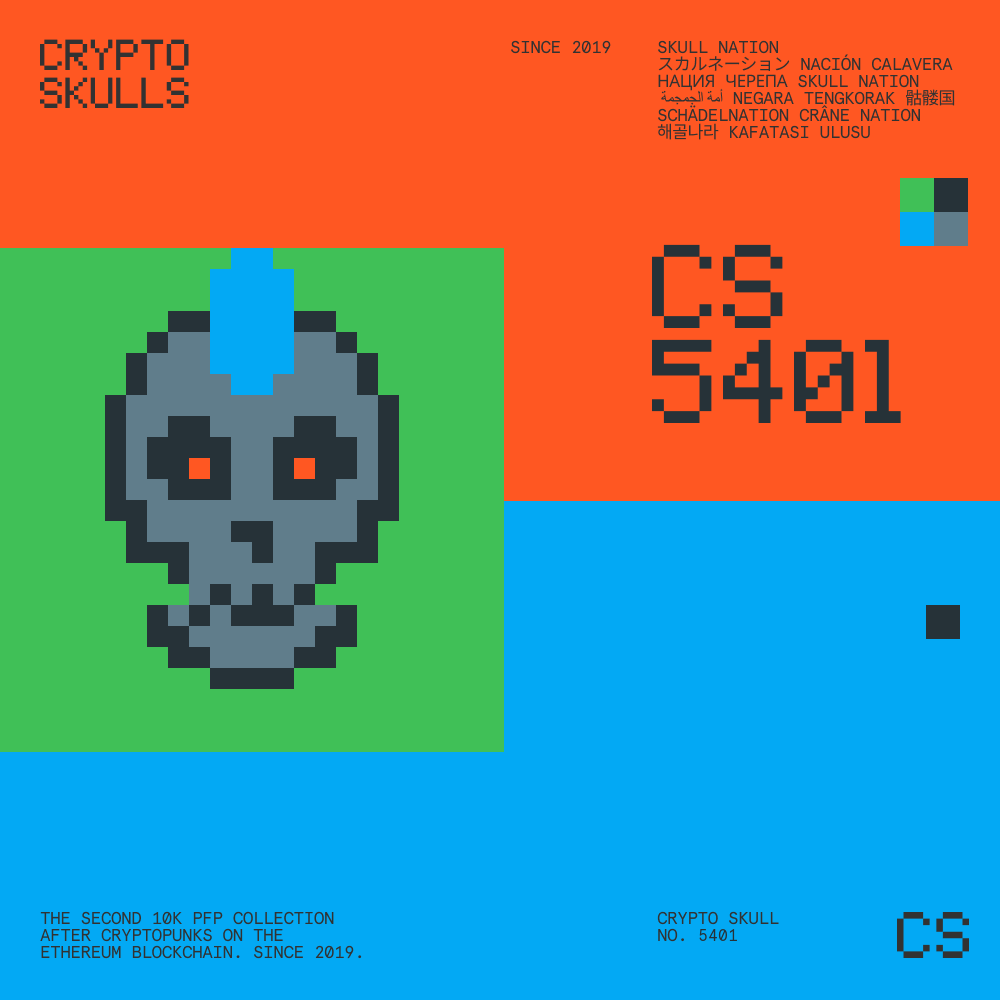 CRYPTO
SKULLS
SINCE 2019
SKULL NATION
スカルネーション NACIÓN CALAVERA
НАЦИЯ ЧЕРЕПА SKULL NATION
أمة الجمجمة NEGARA TENGKORAK 骷髅国
SCHÄDELNATION CRÂNE NATION
해골나라 KAFATASI ULUSU
CS
5401
THE SECOND 10K PFP COLLECTION
AFTER CRYPTOPUNKS ON THE
ETHEREUM BLOCKCHAIN. SINCE 2019.
CRYPTO SKULL
NO. 5401
CS